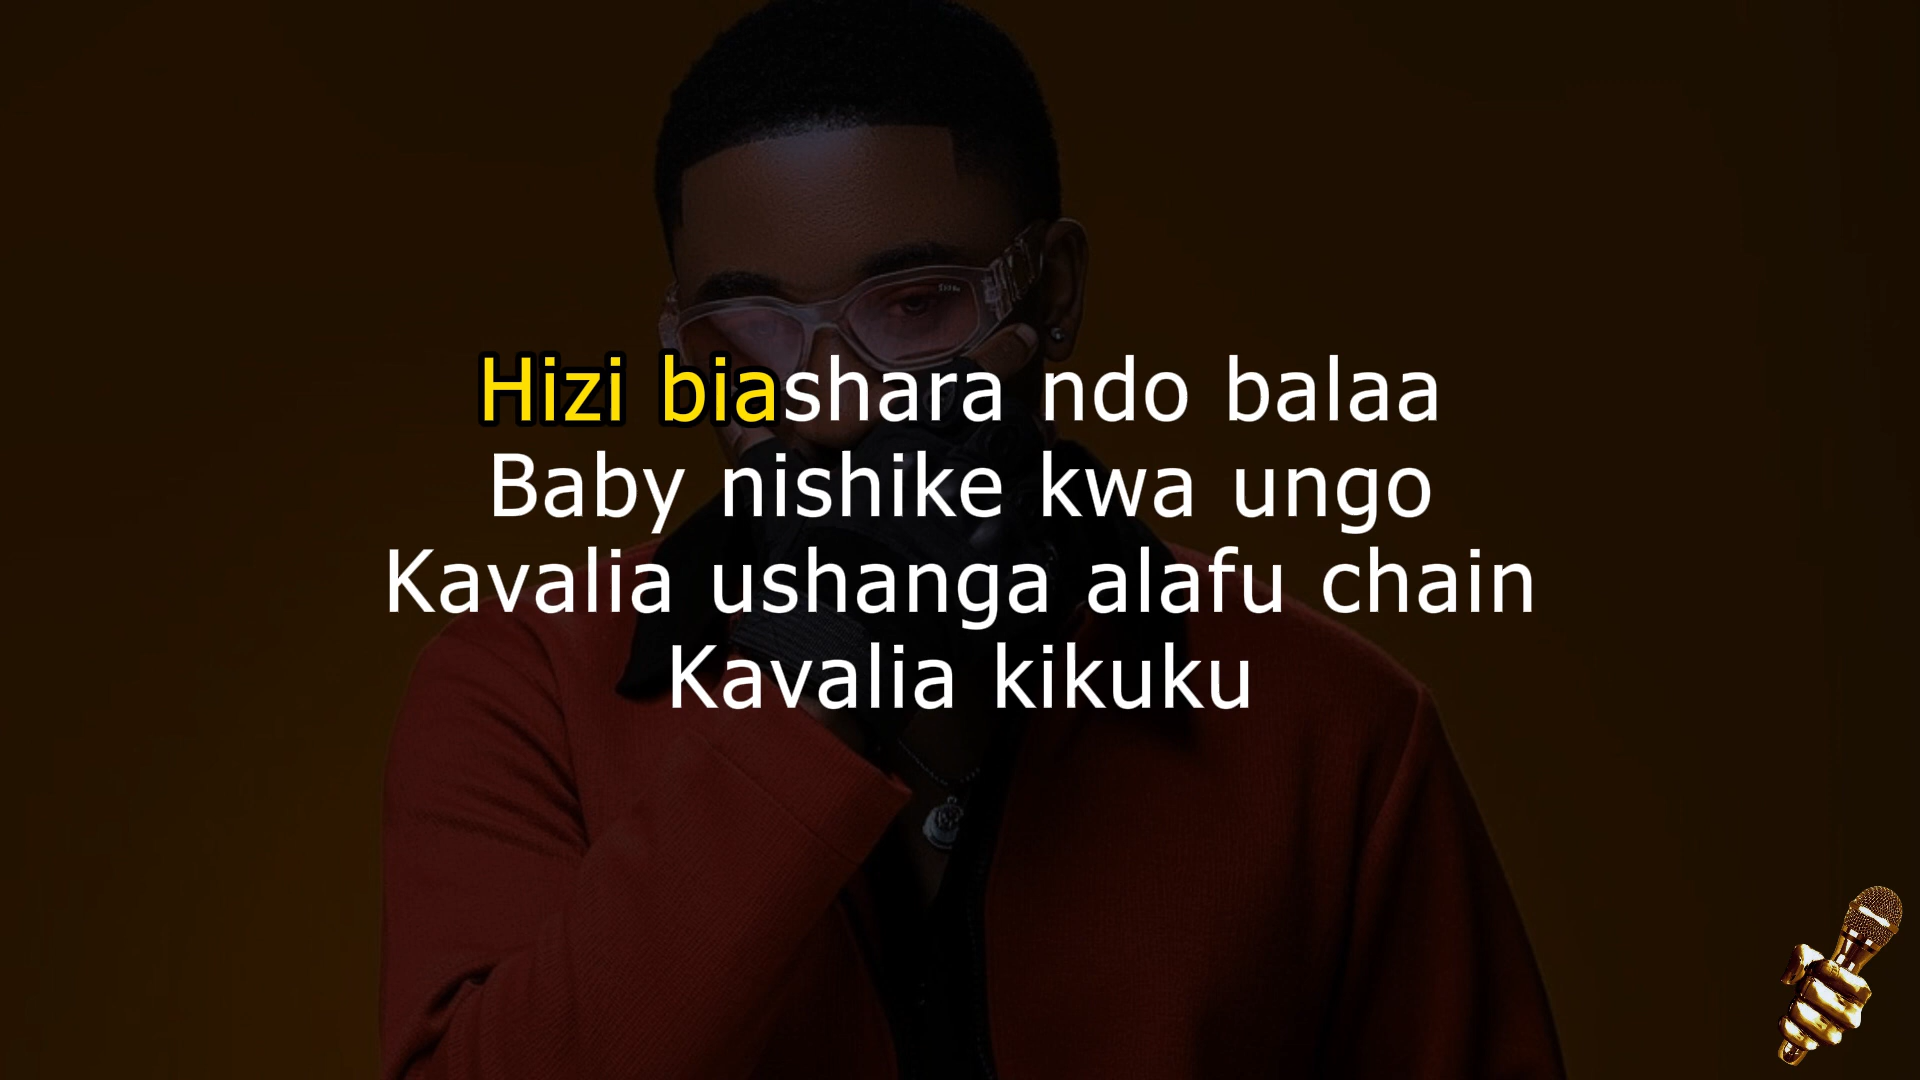 Hizi biashara ndo balaa
Baby nishike kwa ungo
Kavalia ushanga alafu chain
Kavalia kikuku